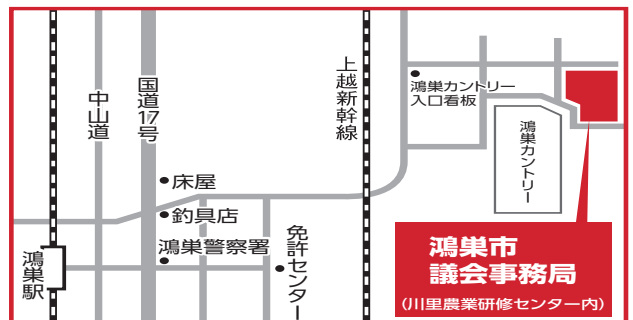 中山道
国道17号
上越新幹線
鴻巣カントリー
入口看板
鴻巣カントリー
床屋
釣具店
鴻巣警察署
免許センター
鴻巣駅
鴻巣市
議会事務局
(川里農業研修センター内)